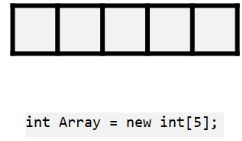 int Array = new int[5];